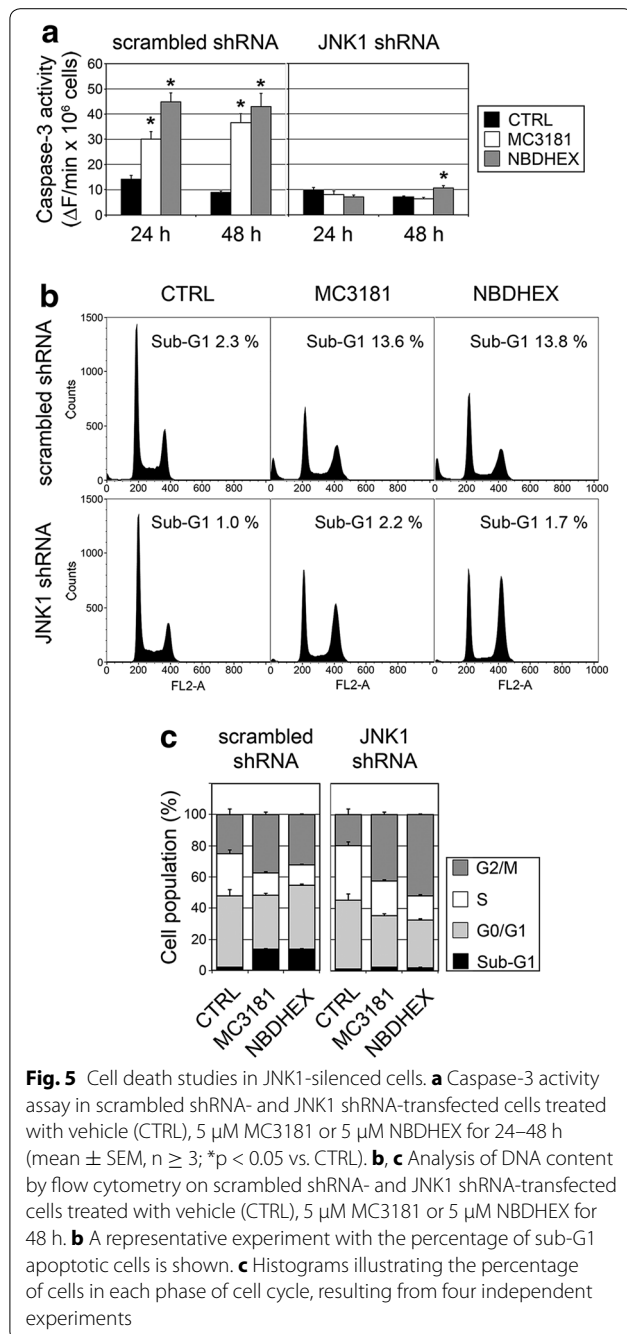 a
scrambled shRNA JNK1 shRNA
Caspase-3 activity
(ΔF/min x 10⁶ cells)
60
50
40
30
20
10
0
* * * * *
24 h 48 h 24 h 48 h
CTRL
MC3181
NBDHEX
b
CTRL MC3181 NBDHEX
scrambled shRNA
Counts
1500
1000
500
0
Sub-G1 2.3 % Sub-G1 13.6 % Sub-G1 13.8 %
0 200 400 600 800 0 200 400 600 800 0 200 400 600 800 1000
JNK1 shRNA
Counts
1500
1000
500
0
Sub-G1 1.0 % Sub-G1 2.2 % Sub-G1 1.7 %
0 200 400 600 800 0 200 400 600 800 0 200 400 600 800 1000
FL2-A FL2-A FL2-A
c
scrambled shRNA
JNK1 shRNA
Cell population (%)
100
80
60
40
20
0
CTRL MC3181 NBDHEX CTRL MC3181 NBDHEX
G2/M
S
G0/G1
Sub-G1
Fig. 5 Cell death studies in JNK1-silenced cells. a Caspase-3 activity
assay in scrambled shRNA- and JNK1 shRNA-transfected cells treated
with vehicle (CTRL), 5 µM MC3181 or 5 µM NBDHEX for 24–48 h
(mean ± SEM, n ≥ 3; *p < 0.05 vs. CTRL). b, c Analysis of DNA content
by flow cytometry on scrambled shRNA- and JNK1 shRNA-transfected
cells treated with vehicle (CTRL), 5 µM MC3181 or 5 µM NBDHEX for
48 h. b A representative experiment with the percentage of sub-G1
apoptotic cells is shown. c Histograms illustrating the percentage
of cells in each phase of cell cycle, resulting from four independent
experiments